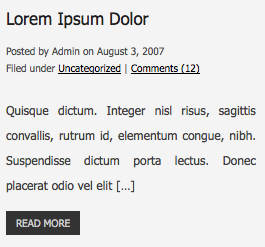 Lorem Ipsum Dolor
Posted by Admin on August 3, 2007
Filed under Uncategorized | Comments (12)
Quisque dictum. Integer nisl risus, sagittis
convallis, rutrum id, elementum congue, nibh.
Suspendisse dictum porta lectus. Donec
placerat odio vel elit [...]
READ MORE